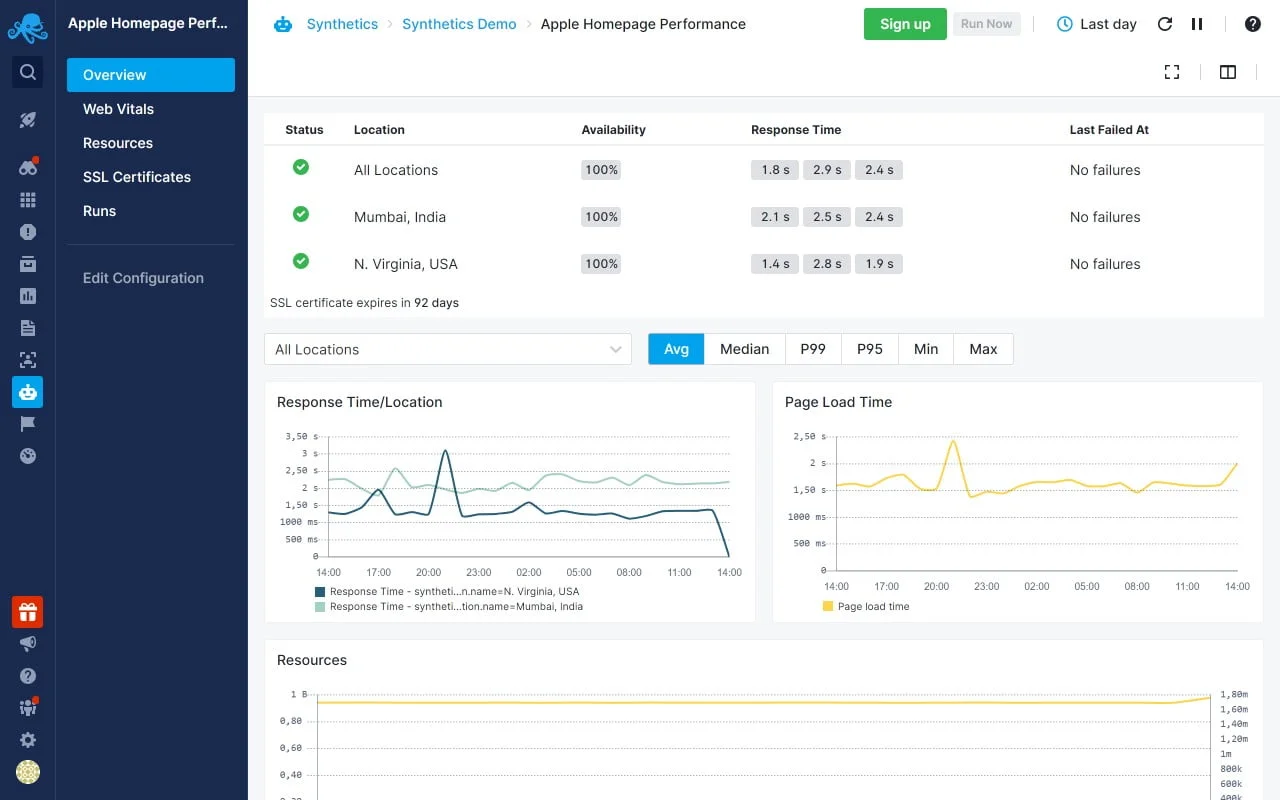 Apple Homepage Perf...
Synthetics > Synthetics Demo > Apple Homepage Performance
Sign up
Run Now
Last day
Overview
Web Vitals
Resources
SSL Certificates
Runs
Edit Configuration
Status Location Availability Response Time Last Failed At
All Locations 100% 1.8 s 2.9 s 2.4 s No failures
Mumbai, India 100% 2.1 s 2.5 s 2.4 s No failures
N. Virginia, USA 100% 1.4 s 2.8 s 1.9 s No failures
SSL certificate expires in 92 days
All Locations
Avg Median P99 P95 Min Max
Response Time/Location
3,50 s
3 s
2,50 s
2 s
1,50 s
1000 ms
500 ms
0
14:00 17:00 20:00 23:00 02:00 05:00 08:00 11:00 14:00
Response Time - syntheti...n.name=N. Virginia, USA
Response Time - syntheti...tion.name=Mumbai, India
Page Load Time
2,50 s
2 s
1,50 s
1000 ms
500 ms
0
14:00 17:00 20:00 23:00 02:00 05:00 08:00 11:00 14:00
Page load time
Resources
1 B
0,80
0,60
0,40
1,80m
1,60m
1,40m
1,20m
1m
800k
600k